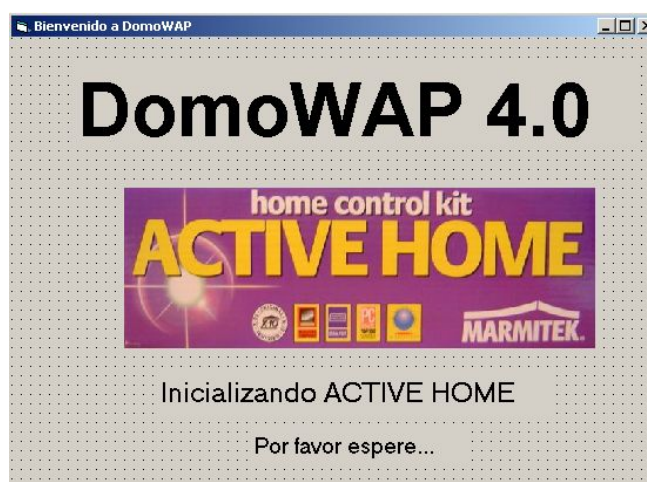 Bienvenido a DomoWAP
DomoWAP 4.0
home control kit
ACTIVE HOME
MARMITEK.
Inicializando ACTIVE HOME
Por favor espere...